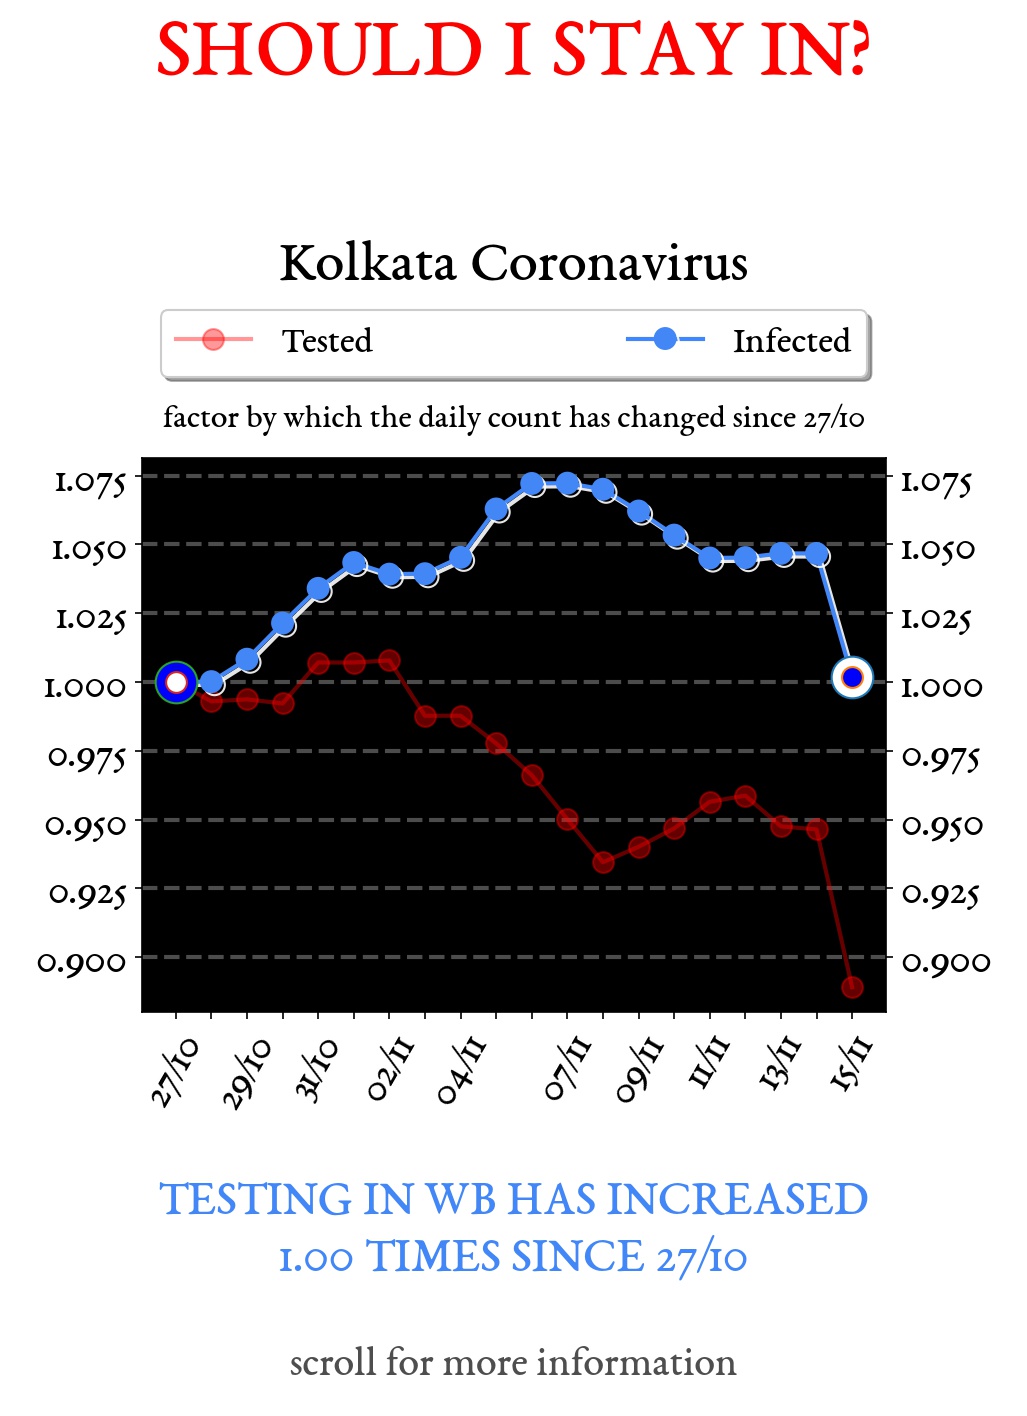 SHOULD I STAY IN?
Kolkata Coronavirus
Tested Infected
factor by which the daily count has changed since 27/10
1.075 1.075
1.050 1.050
1.025 1.025
1.000 1.000
0.975 0.975
0.950 0.950
0.925 0.925
0.900 0.900
27/10 29/10 31/10 02/11 04/11 07/11 09/11 11/11 13/11 15/11
TESTING IN WB HAS INCREASED
1.00 TIMES SINCE 27/10
scroll for more information